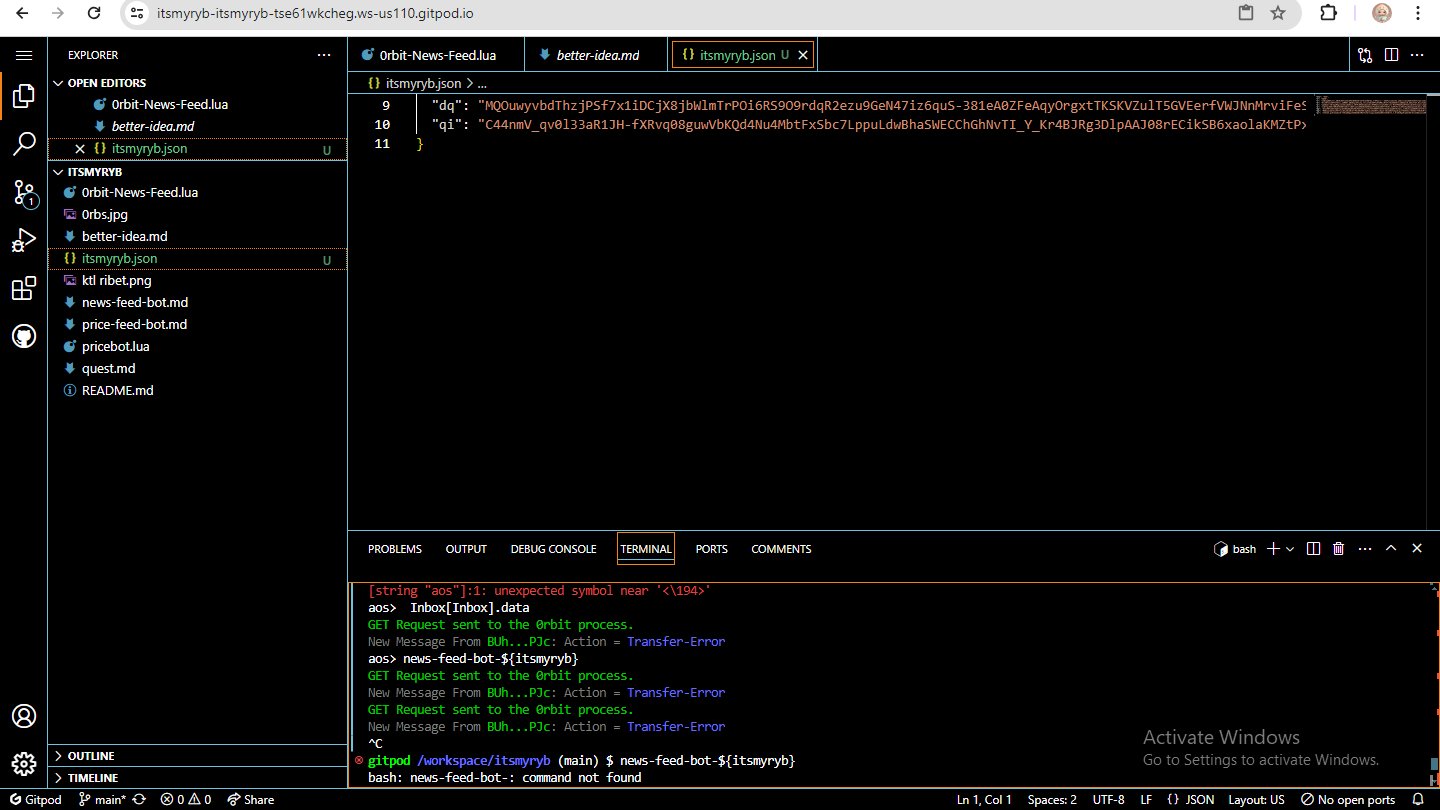 itsmyryb-itsmyryb-tse61wkcheg.ws-us110.gitpod.io
EXPLORER
OPEN EDITORS
0rbit-News-Feed.lua
better-idea.md
itsmyryb.json U
ITSMYRYB
0rbit-News-Feed.lua
0rbs.jpg
better-idea.md
itsmyryb.json U
ktl ribet.png
news-feed-bot.md
price-feed-bot.md
pricebot.lua
quest.md
README.md
OUTLINE
TIMELINE
1
0rbit-News-Feed.lua better-idea.md {} itsmyryb.json U
{} itsmyryb.json > ...
9 "dq":
10 "qi":
11 }
PROBLEMS OUTPUT DEBUG CONSOLE TERMINAL PORTS COMMENTS bash
[string "aos"]:1: unexpected symbol near '<\194>'
aos> Inbox[Inbox].data
GET Request sent to the 0rbit process.
New Message From BUh...PJc: Action = Transfer-Error
aos> news-feed-bot-${itsmyryb}
GET Request sent to the 0rbit process.
New Message From BUh...PJc: Action = Transfer-Error
GET Request sent to the 0rbit process.
New Message From BUh...PJc: Action = Transfer-Error
^C
gitpod /workspace/itsmyryb (main) $ news-feed-bot-${itsmyryb}
bash: news-feed-bot-: command not found
Activate Windows
Go to Settings to activate Windows.
Gitpod main* 0 0 Share Ln 1, Col 1 Spaces: 2 UTF-8 LF {} JSON Layout: US No open ports